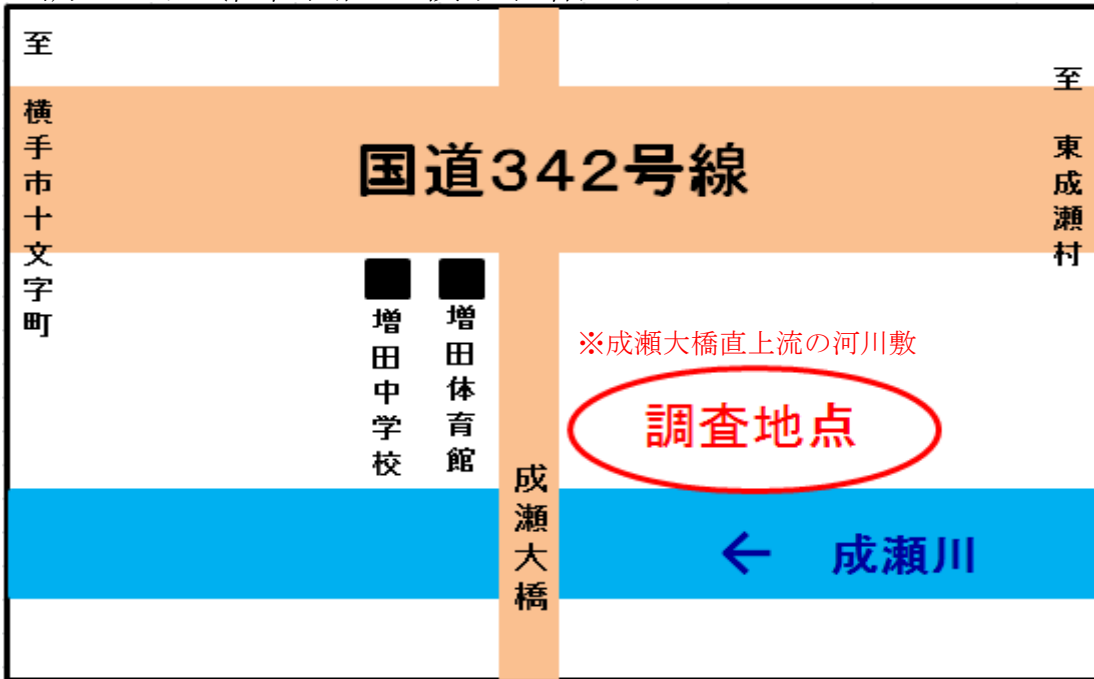 至　横手市十文字町
至　東成瀬村
国道342号線
増田中学校
増田体育館
※成瀬大橋直上流の河川敷
調査地点
成瀬大橋
←　成瀬川